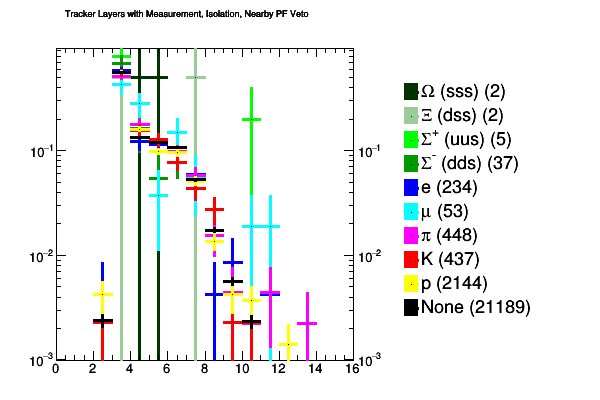 Tracker Layers with Measurement, Isolation, Nearby PF Veto
10⁻¹ 10⁻¹
10⁻² 10⁻²
10⁻³ 10⁻³
0 2 4 6 8 10 12 14 16
Ω (sss) (2)
Ξ (dss) (2)
Σ⁺ (uus) (5)
Σ⁻ (dds) (37)
e (234)
μ (53)
π (448)
K (437)
p (2144)
None (21189)